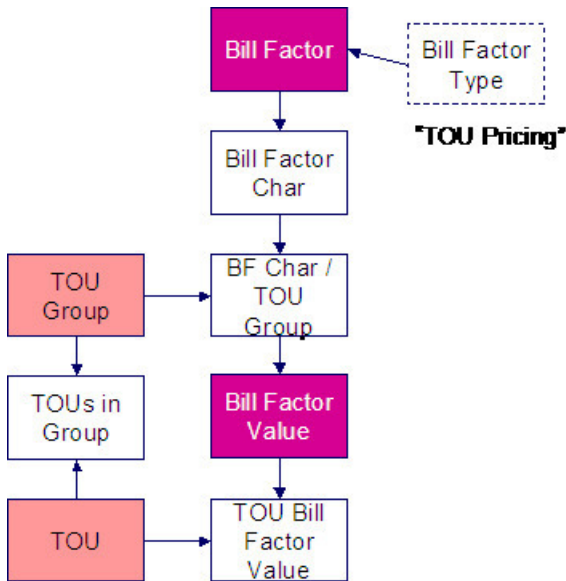 Bill Factor
Bill Factor
Type
"TOU Pricing"
Bill Factor
Char
TOU
Group
BF Char /
TOU
Group
TOUs in
Group
Bill Factor
Value
TOU
TOU Bill
Factor
Value